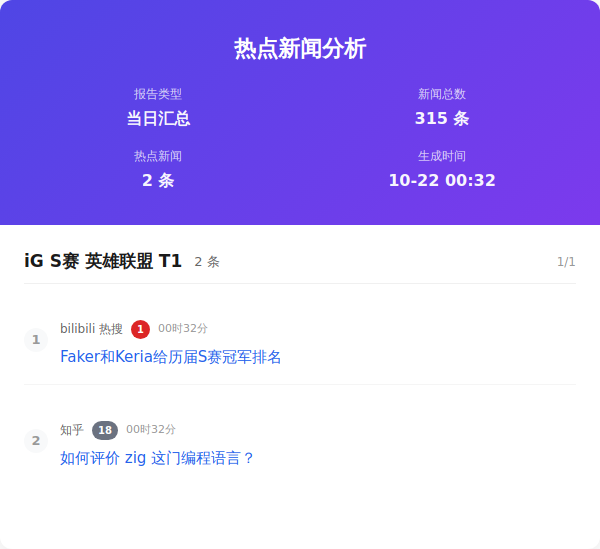 热点新闻分析
报告类型
新闻总数
当日汇总
315 条
热点新闻
生成时间
2 条
10-22 00:32
iG S赛 英雄联盟 T1 2 条 1/1
1 bilibili 热搜 1 00时32分
Faker和Keria给历届S赛冠军排名
2 知乎 18 00时32分
如何评价 zig 这门编程语言？